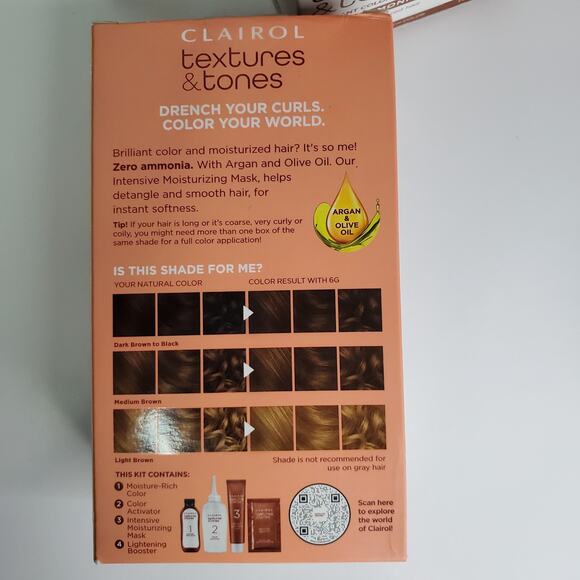 CLAIROL
textures
& tones
DRENCH YOUR CURLS.
COLOR YOUR WORLD.
Brilliant color and moisturized hair? It's so me!
Zero ammonia. With Argan and Olive Oil. Our
Intensive Moisturizing Mask, helps
detangle and smooth hair, for
instant softness.
Tip! If your hair is long or it's coarse, very curly or
coily, you might need more than one box of the
same shade for a full color application!
ARGAN
&
OLIVE
OIL
IS THIS SHADE FOR ME?
YOUR NATURAL COLOR
COLOR RESULT WITH 6G
Dark Brown to Black
Medium Brown
Light Brown
Shade is not recommended for
use on gray hair
THIS KIT CONTAINS:
1 Moisture-Rich
Color
2 Color
Activator
3 Intensive
Moisturizing
Mask
4 Lightening
Booster
1
2
3
CLAIROL
Scan here
to explore
the world
of Clairol!